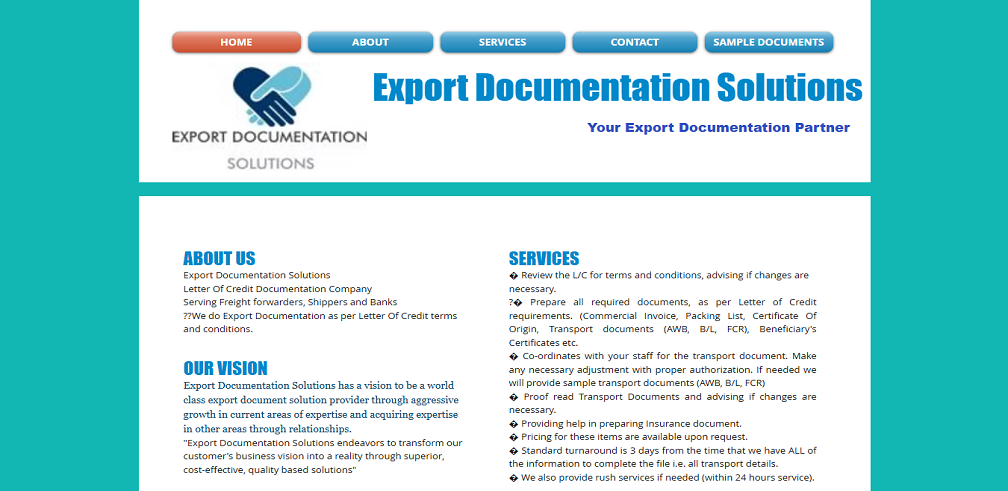 HOME ABOUT SERVICES CONTACT SAMPLE DOCUMENTS
EXPORT DOCUMENTATION
SOLUTIONS
Export Documentation Solutions
Your Export Documentation Partner
ABOUT US
Export Documentation Solutions
Letter Of Credit Documentation Company
Serving Freight forwarders, Shippers and Banks
??We do Export Documentation as per Letter Of Credit terms
and conditions.
OUR VISION
Export Documentation Solutions has a vision to be a world
class export document solution provider through aggressive
growth in current areas of expertise and acquiring expertise
in other areas through relationships.
"Export Documentation Solutions endeavors to transform our
customer's business vision into a reality through superior,
cost-effective, quality based solutions"
SERVICES
� Review the L/C for terms and conditions, advising if changes are
necessary.
?� Prepare all required documents, as per Letter of Credit
requirements. (Commercial Invoice, Packing List, Certificate Of
Origin, Transport documents (AWB, B/L, FCR), Beneficiary's
Certificates etc.
� Co-ordinates with your staff for the transport document. Make
any necessary adjustment with proper authorization. If needed we
will provide sample transport documents (AWB, B/L, FCR)
� Proof read Transport Documents and advising if changes are
necessary.
� Providing help in preparing Insurance document.
� Pricing for these items are available upon request.
� Standard turnaround is 3 days from the time that we have ALL of
the information to complete the file i.e. all transport details.
� We also provide rush services if needed (within 24 hours service).